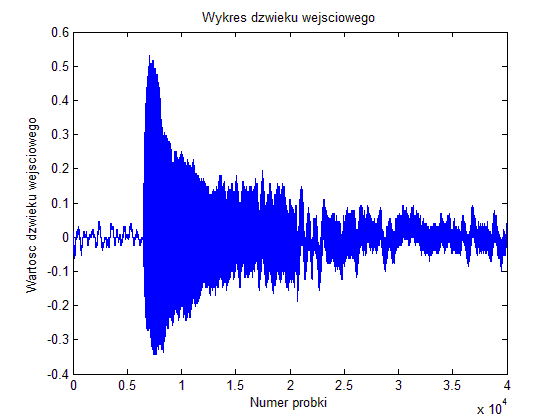 Wykres dzwieku wejsciowego
Wartosc dzwieku wejsciowego
0.6
0.5
0.4
0.3
0.2
0.1
0
-0.1
-0.2
-0.3
-0.4
0 0.5 1 1.5 2 2.5 3 3.5 4
Numer probki
x 10^4